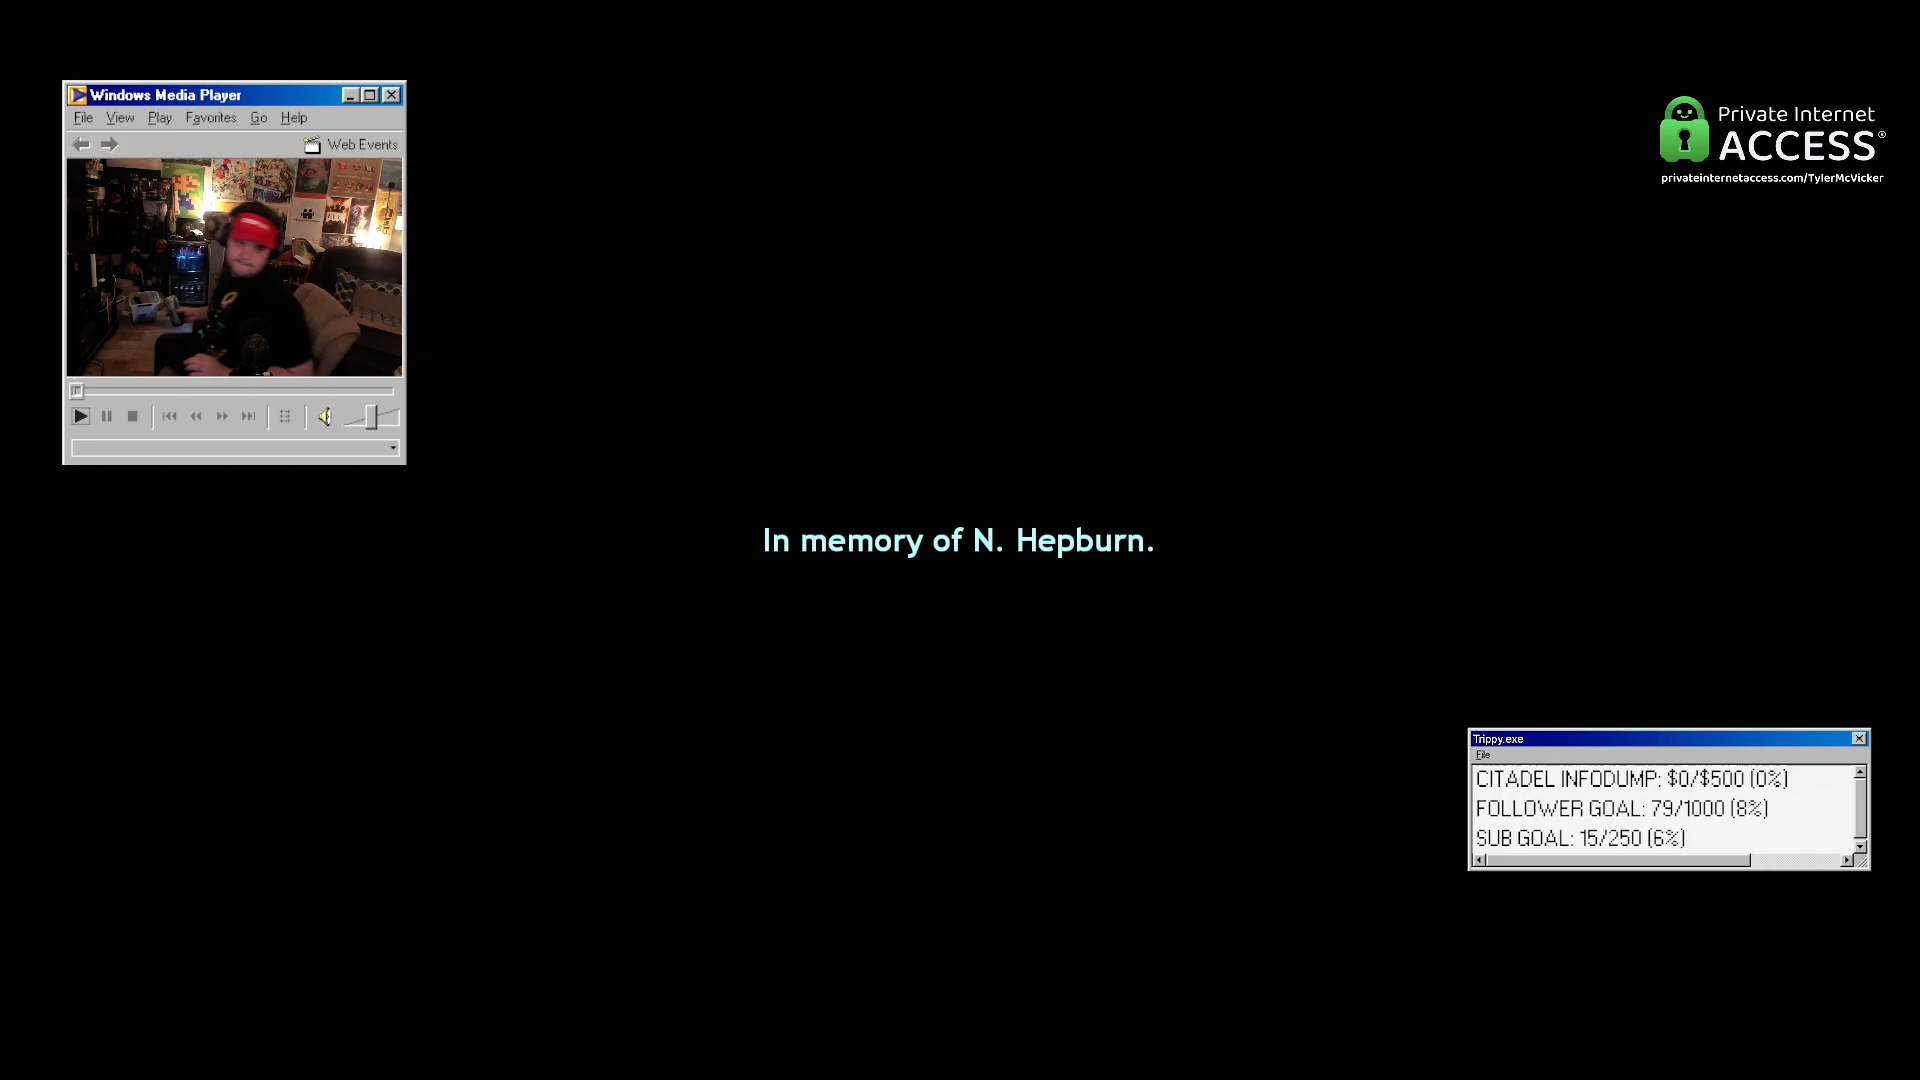 Windows Media Player
File View Play Favorites Go Help
Web Events
Private Internet
ACCESS®
privateinternetaccess.com/TylerMcVicker
In memory of N. Hepburn.
Trippy.exe
File
CITADEL INFODUMP: $0/$500 (0%)
FOLLOWER GOAL: 79/1000 (8%)
SUB GOAL: 15/250 (6%)